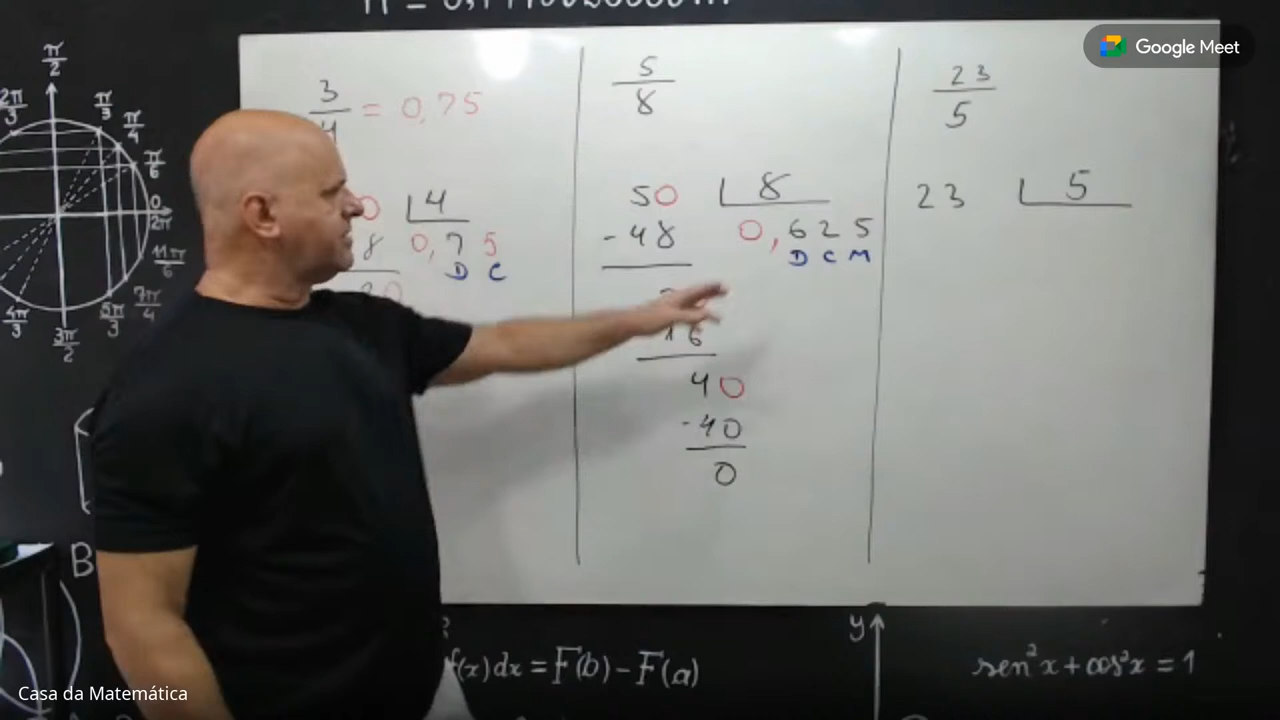 Google Meet
π/2
2π/3
π/3
π/4
π/6
0
2π
11π/6
7π/4
5π/3
3π/2
4π/3
3/4 = 0,75
4
0,75
D C
5/8
50 8
-48 0,625
D C M
16
40
-40
0
23/5
23 5
B
f(x)dx = F(b) - F(a)
y
sen²x + cos²x = 1
Casa da Matemática